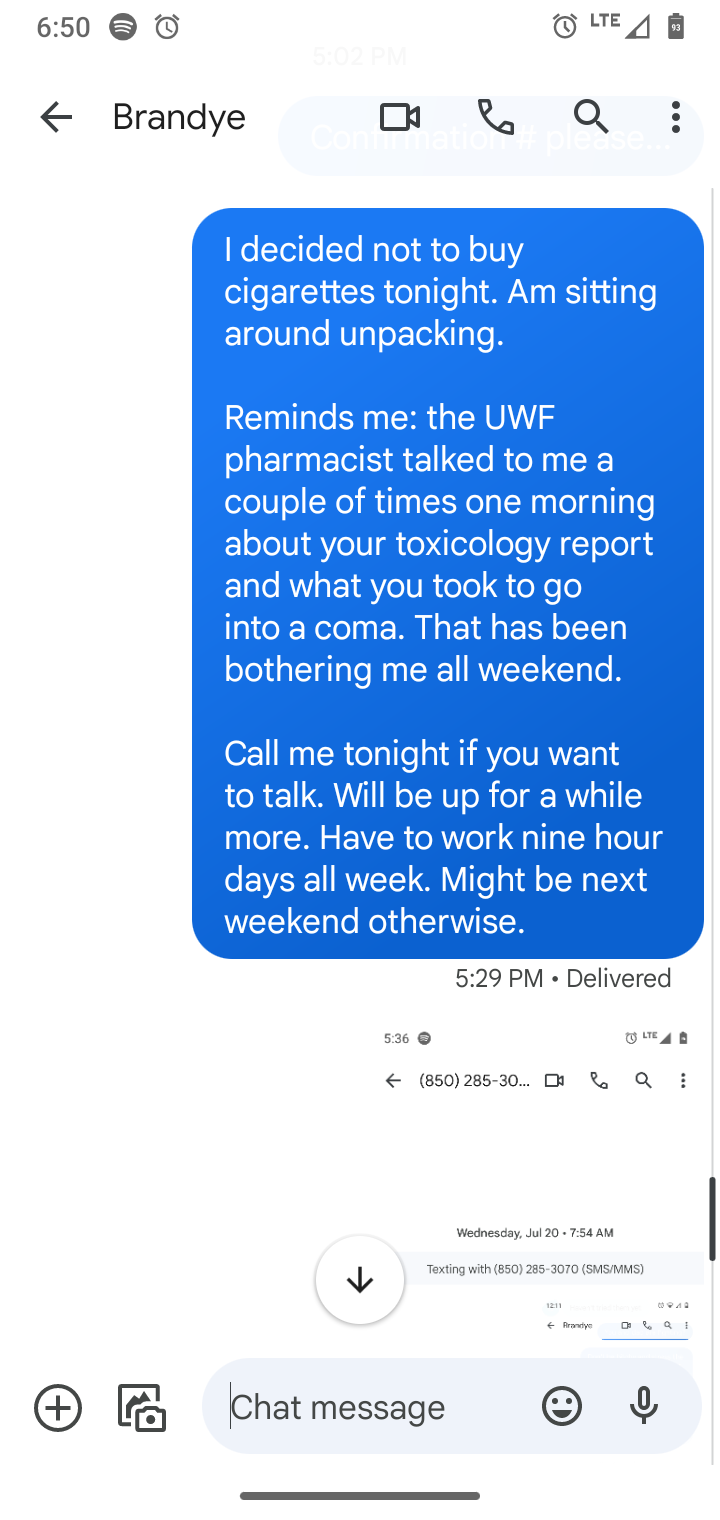 6:50
LTE
93
5:02 PM
Brandye
Confirmation # please...
I decided not to buy
cigarettes tonight. Am sitting
around unpacking.
Reminds me: the UWF
pharmacist talked to me a
couple of times one morning
about your toxicology report
and what you took to go
into a coma. That has been
bothering me all weekend.
Call me tonight if you want
to talk. Will be up for a while
more. Have to work nine hour
days all week. Might be next
weekend otherwise.
5:29 PM • Delivered
5:36
LTE
(850) 285-30...
Wednesday, Jul 20 • 7:54 AM
Texting with (850) 285-3070 (SMS/MMS)
12:11
Brandye
Chat message